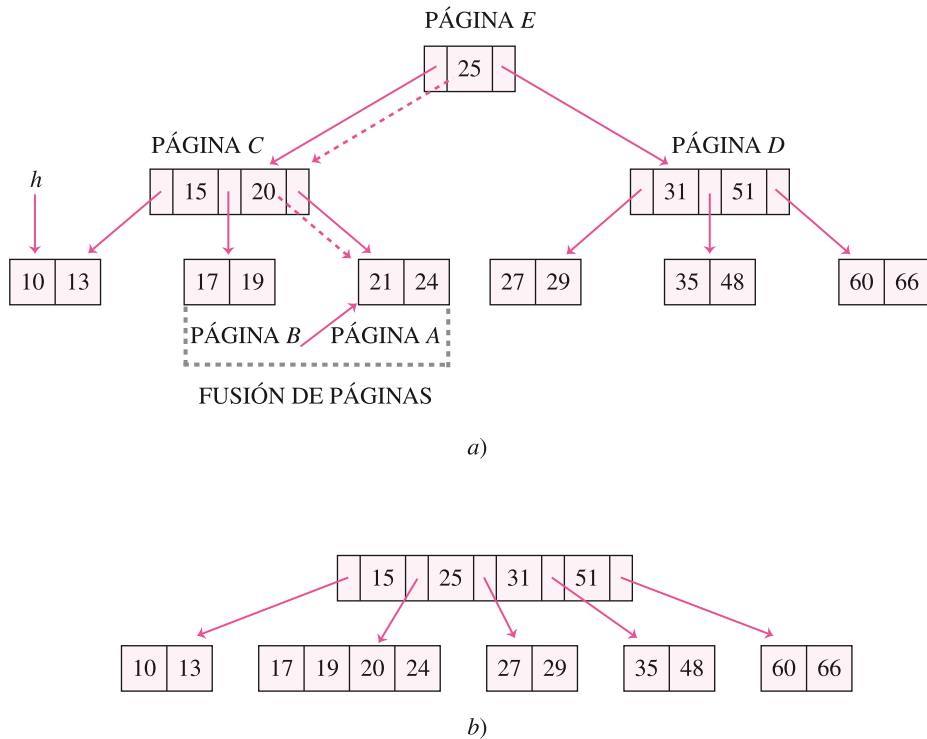 PÁGINA E
25
PÁGINA C
PÁGINA D
h
15 20
31 51
10 13
17 19
21 24
27 29
35 48
60 66
PÁGINA B
PÁGINA A
FUSIÓN DE PÁGINAS
a)
15 25 31 51
10 13
17 19 20 24
27 29
35 48
60 66
b)